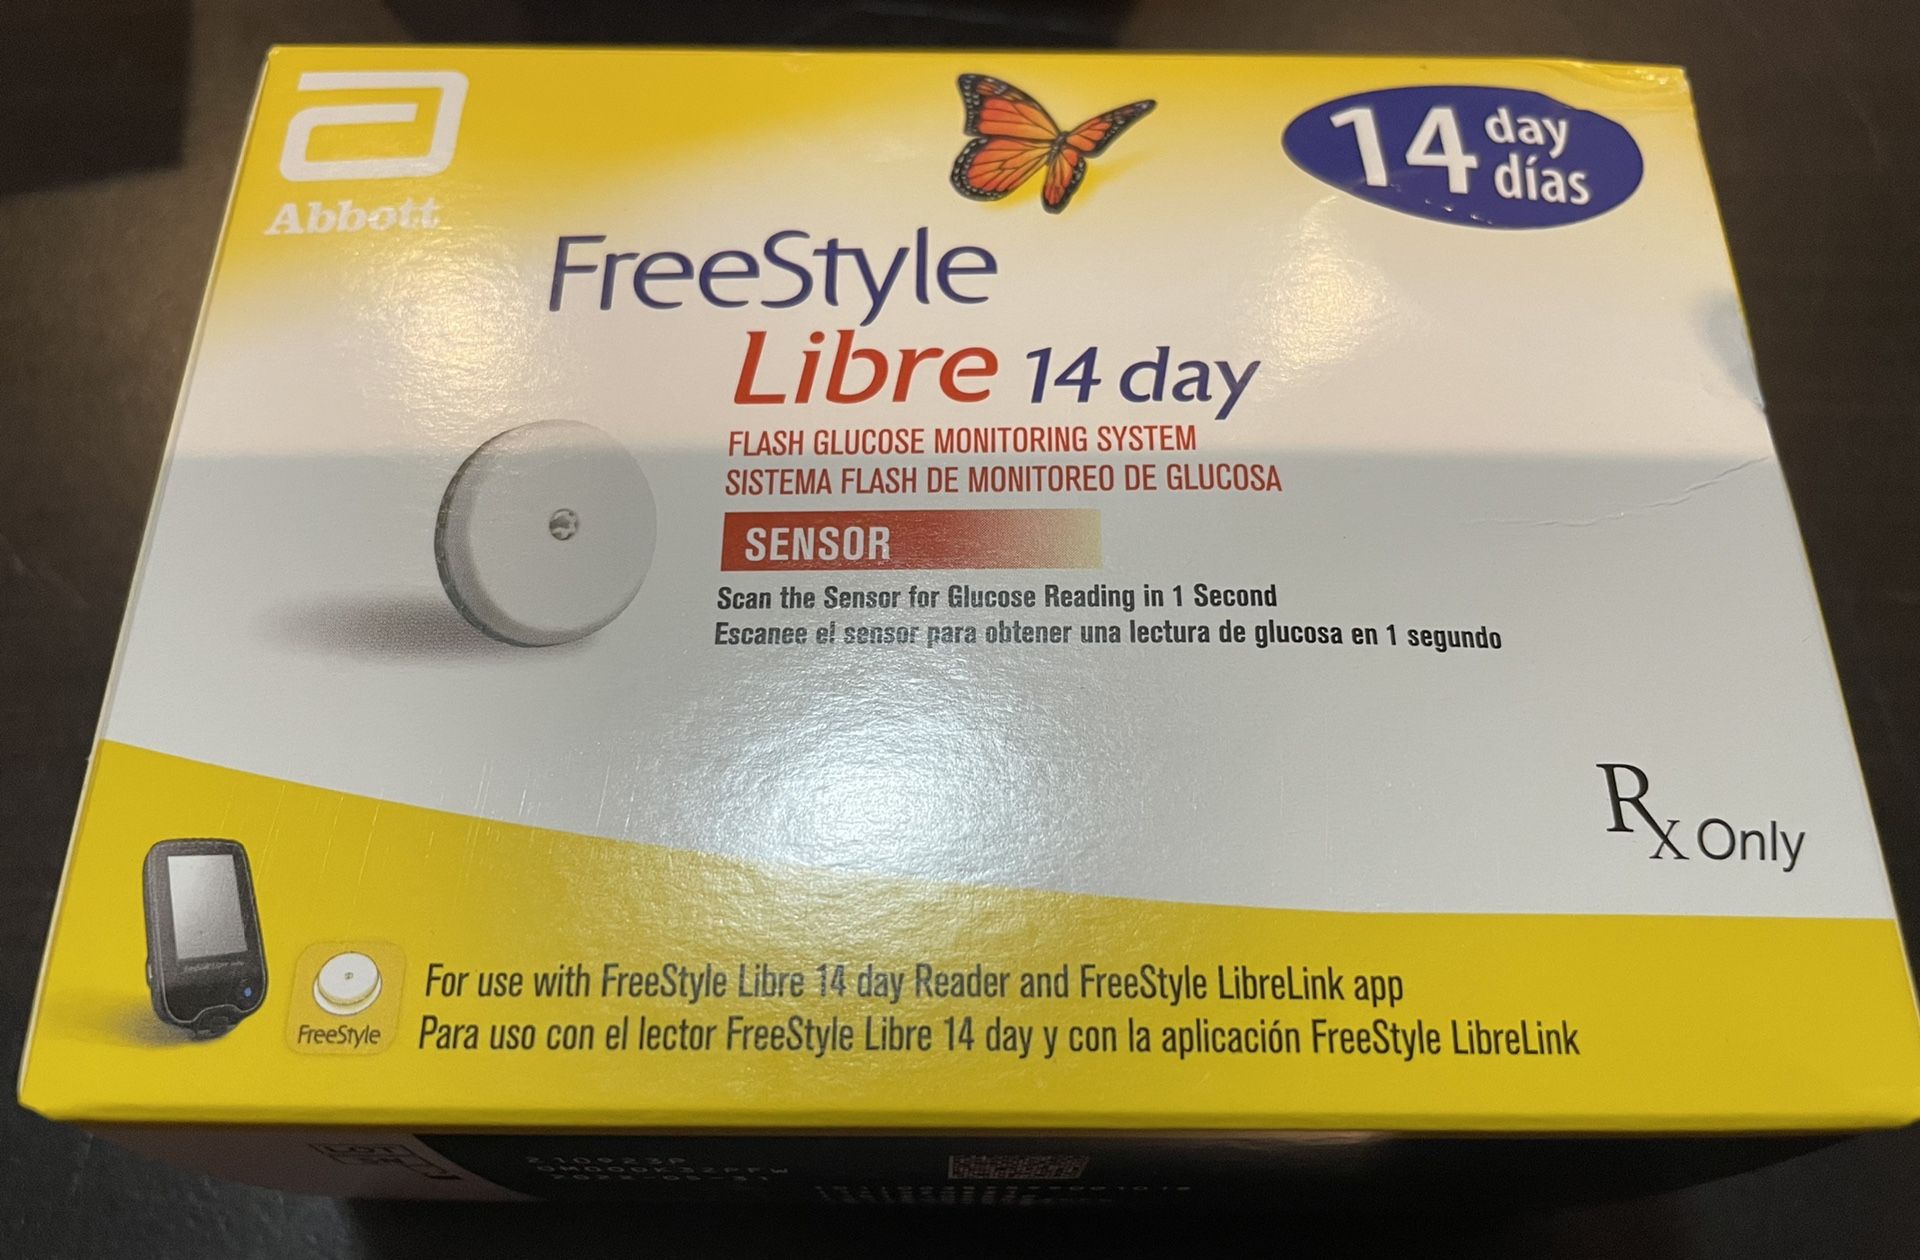 Abbott
14 day
días
FreeStyle
Libre 14 day
FLASH GLUCOSE MONITORING SYSTEM
SISTEMA FLASH DE MONITOREO DE GLUCOSA
SENSOR
Scan the Sensor for Glucose Reading in 1 Second
Escanee el sensor para obtener una lectura de glucosa en 1 segundo
Rx Only
FreeStyle
For use with FreeStyle Libre 14 day Reader and FreeStyle LibreLink app
Para uso con el lector FreeStyle Libre 14 day y con la aplicación FreeStyle LibreLink
LOT
SN